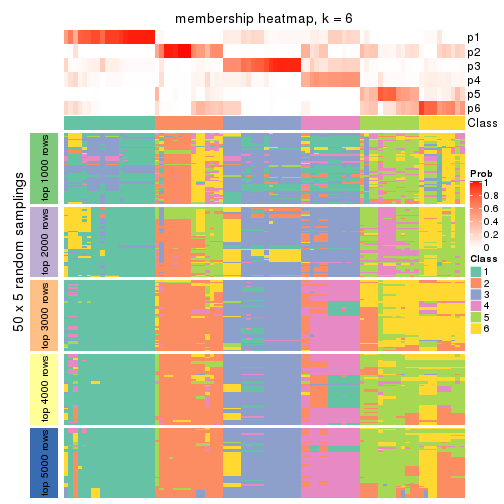 membership heatmap, k = 6
p1
p2
p3
p4
p5
p6
Class
50 x 5 random samplings
top 1000 rows
top 2000 rows
top 3000 rows
top 4000 rows
top 5000 rows
Prob
1
0.8
0.6
0.4
0.2
0
Class
1
2
3
4
5
6